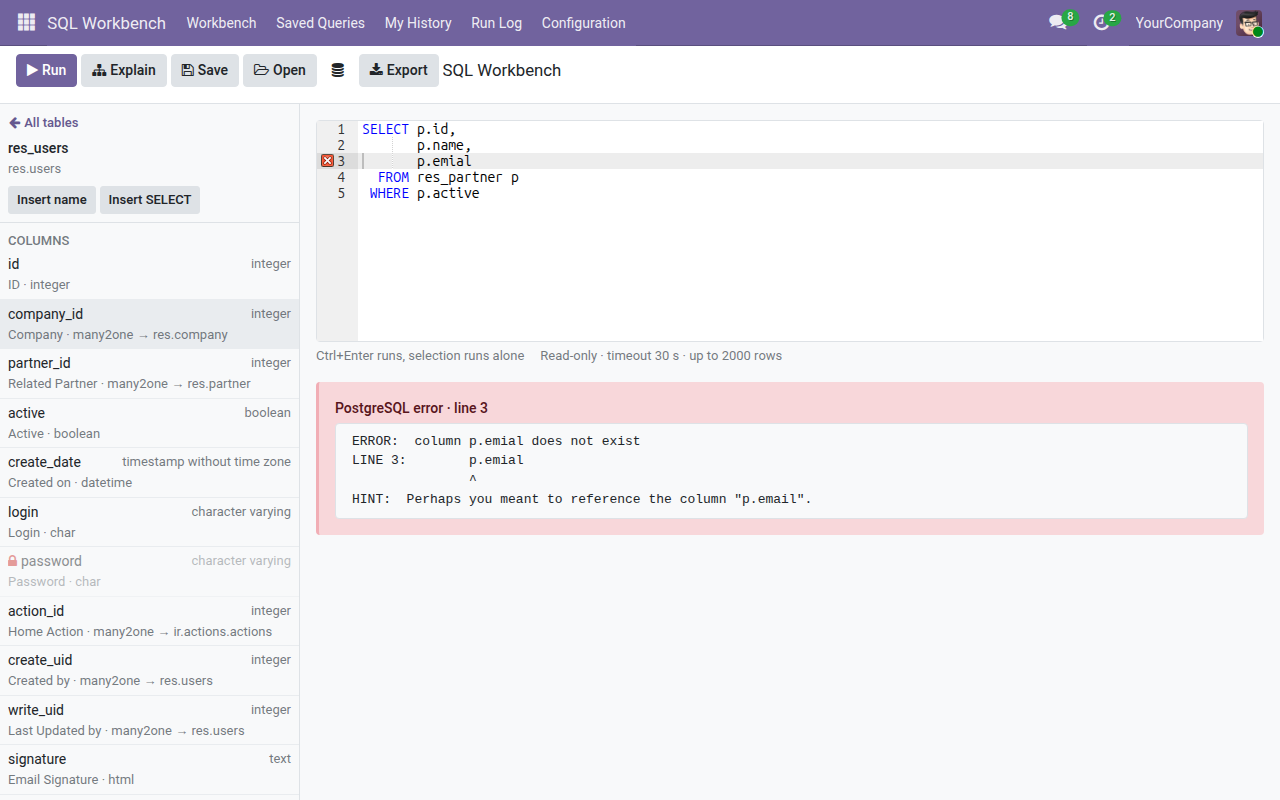 SQL Workbench Workbench Saved Queries My History Run Log Configuration 8 2 YourCompany
Run Explain Save Open Export SQL Workbench
All tables
res_users
res.users
Insert name Insert SELECT
COLUMNS
id integer
ID · integer
company_id integer
Company · many2one → res.company
partner_id integer
Related Partner · many2one → res.partner
active boolean
Active · boolean
create_date timestamp without time zone
Created on · datetime
login character varying
Login · char
password character varying
Password · char
action_id integer
Home Action · many2one → ir.actions.actions
create_uid integer
Created by · many2one → res.users
write_uid integer
Last Updated by · many2one → res.users
signature text
Email Signature · html
1 SELECT p.id,
2 p.name,
3 p.emial
4 FROM res_partner p
5 WHERE p.active
Ctrl+Enter runs, selection runs alone Read-only · timeout 30 s · up to 2000 rows
PostgreSQL error · line 3
ERROR: column p.emial does not exist
LINE 3: p.emial
^
HINT: Perhaps you meant to reference the column "p.email".